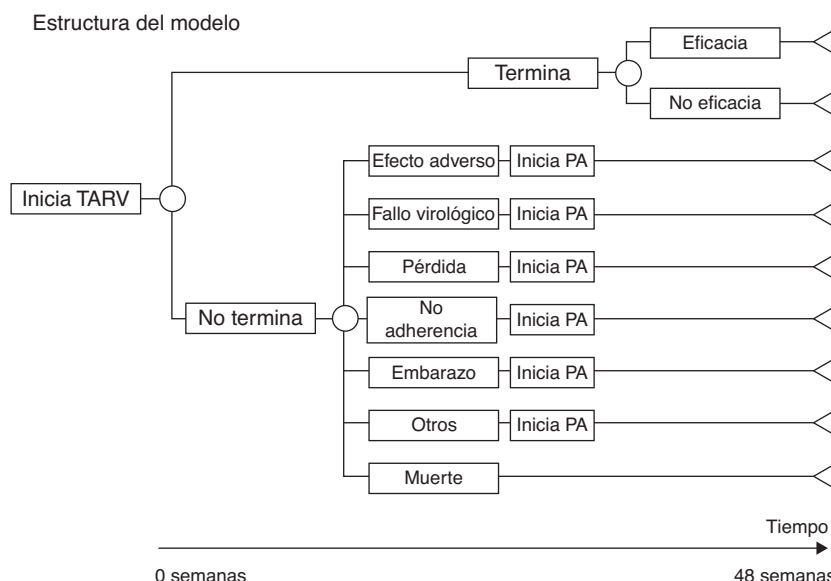 Estructura del modelo
Eficacia
Termina
No eficacia
Efecto adverso
Inicia PA
Inicia TARV
Fallo virológico
Inicia PA
Pérdida
Inicia PA
No termina
No
adherencia
Inicia PA
Embarazo
Inicia PA
Otros
Inicia PA
Muerte
Tiempo
0 semanas
48 semanas